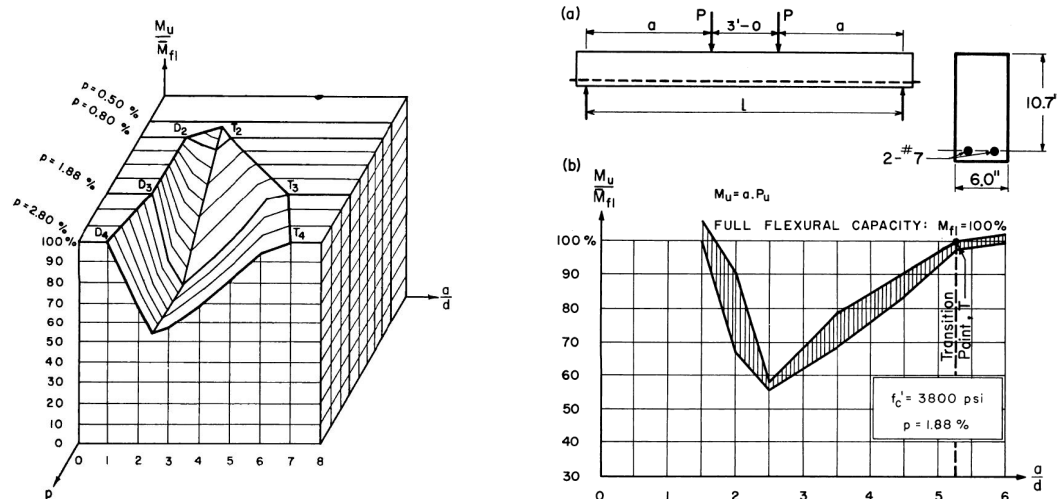 Mu
M̅fl
p = 0.50 %
p = 0.80 %
p = 1.88 %
p = 2.80 %
D2
T2
D3
T3
D4
T4
100 %
90
80
70
60
50
40
30
20
10
0
0 1 2 3 4 5 6 7 8
p
a
d
(a)
P P
a 3'-0 a
l
10.7'
2-#7
6.0"
(b)
Mu
M̅fl
Mu = a.Pu
FULL FLEXURAL CAPACITY: Mfl=100%
100 %
90
80
70
60
50
40
30
Transition
Point, T
fc' = 3800 psi
p = 1.88 %
0 1 2 3 4 5 6
a
d